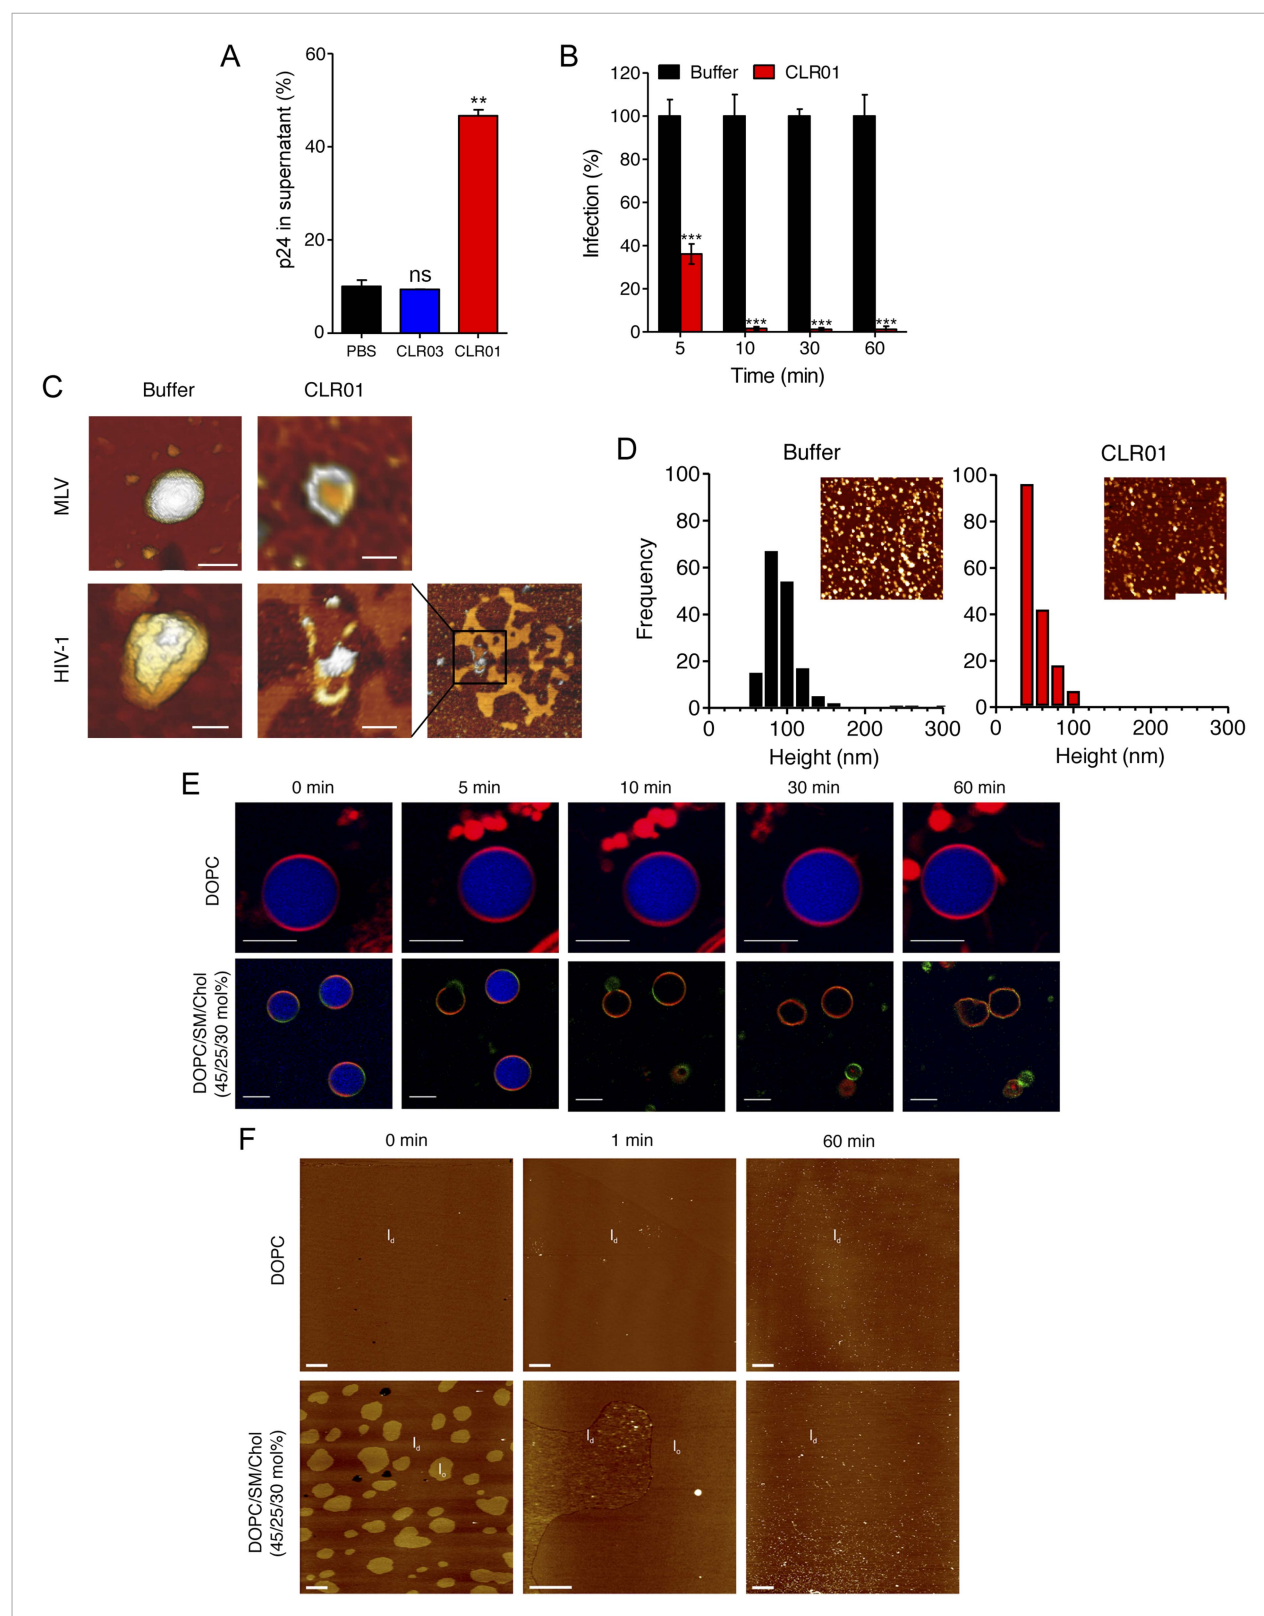 A
60
40
20
0
p24 in supernatant (%)
**
ns
PBS CLR03 CLR01
B
Buffer CLR01
120
100
80
60
40
20
0
Infection (%)
***
***
***
***
5 10 30 60
Time (min)
C
Buffer CLR01
MLV
HIV-1
D
Buffer
100
80
60
40
20
0
Frequency
0 100 200 300
Height (nm)
CLR01
100
80
60
40
20
0
0 100 200 300
Height (nm)
E
0 min 5 min 10 min 30 min 60 min
DOPC
DOPC/SM/Chol
(45/25/30 mol%)
F
0 min 1 min 60 min
DOPC
ld ld ld
DOPC/SM/Chol
(45/25/30 mol%)
ld lo ld lo ld